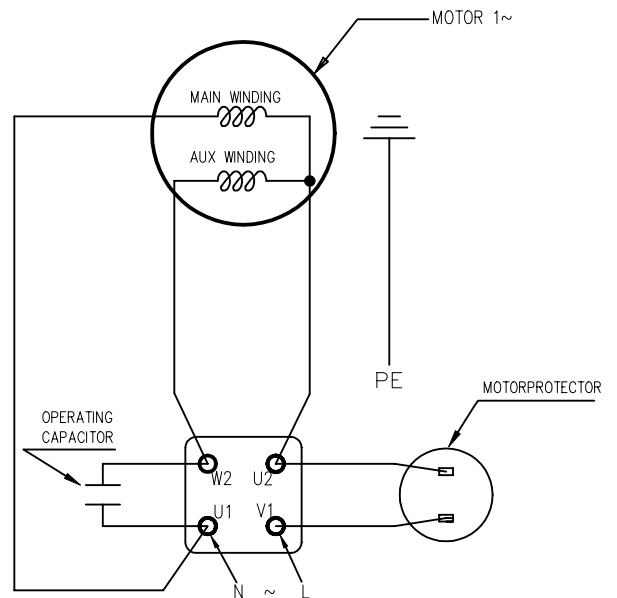 MOTOR 1~
MAIN WINDING
AUX WINDING
PE
MOTORPROTECTOR
OPERATING
CAPACITOR
W2 U2
U1 V1
N ~ L